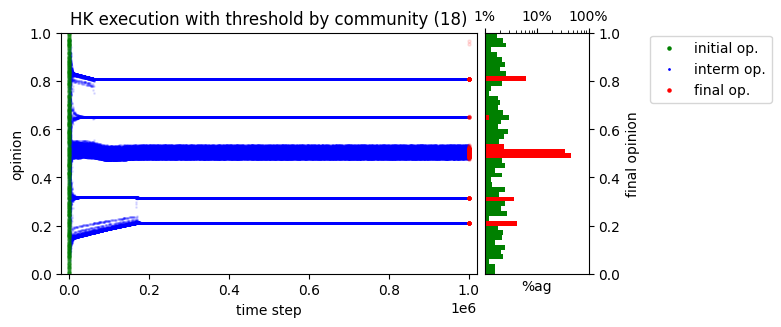 HK execution with threshold by community (18)
1% 10% 100%
initial op.
interm op.
final op.
1.0
0.8
0.6
0.4
0.2
0.0
opinion
1.0
0.8
0.6
0.4
0.2
0.0
final opinion
0.0 0.2 0.4 0.6 0.8 1.0
1e6
time step
%ag